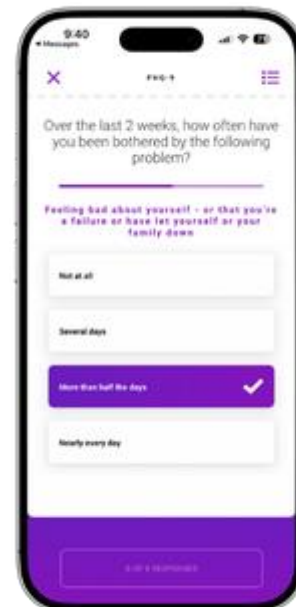 9:40
Messages
PHQ-9
Over the last 2 weeks, how often have
you been bothered by the following
problem?
Feeling bad about yourself - or that you're
a failure or have let yourself or your
family down
Not at all
Several days
More than half the days
Nearly every day